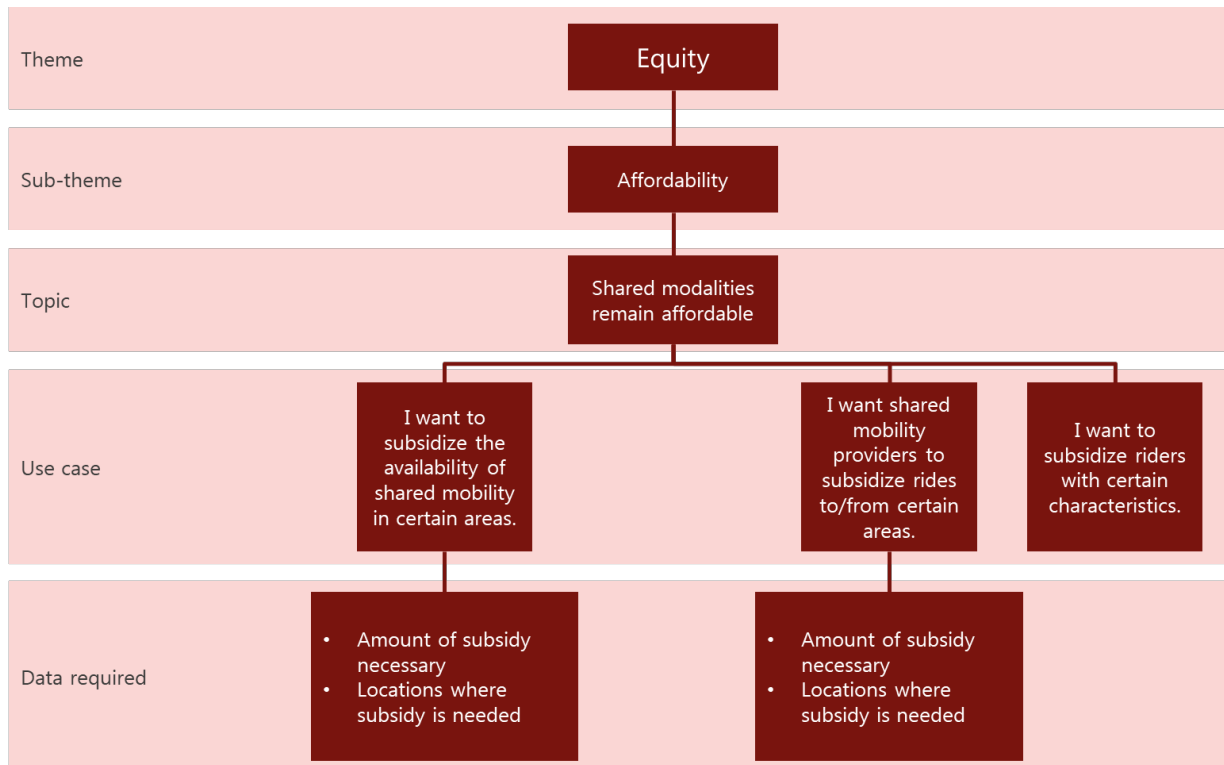 Theme
Equity
Sub-theme
Affordability
Topic
Shared modalities
remain affordable
Use case
I want to
subsidize the
availability of
shared mobility
in certain areas.
I want shared
mobility
providers to
subsidize rides
to/from certain
areas.
I want to
subsidize riders
with certain
characteristics.
Data required
• Amount of subsidy
necessary
• Locations where
subsidy is needed
• Amount of subsidy
necessary
• Locations where
subsidy is needed